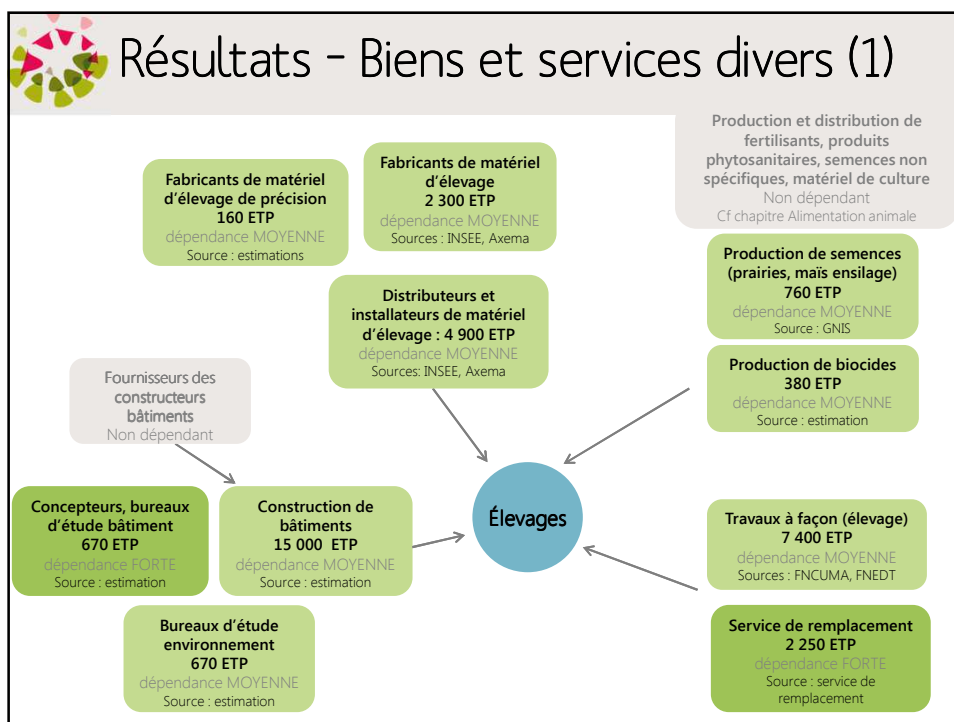 Résultats - Biens et services divers (1)
Production et distribution de
fertilisants, produits
phytosanitaires, semences non
spécifiques, matériel de culture
Non dépendant
Cf chapitre Alimentation animale
Fabricants de matériel
d'élevage de précision
160 ETP
dépendance MOYENNE
Source : estimations
Fabricants de matériel
d'élevage
2 300 ETP
dépendance MOYENNE
Sources : INSEE, Axema
Production de semences
(prairies, maïs ensilage)
760 ETP
dépendance MOYENNE
Source : GNIS
Distributeurs et
installateurs de matériel
d'élevage : 4 900 ETP
dépendance MOYENNE
Sources: INSEE, Axema
Production de biocides
380 ETP
dépendance MOYENNE
Source : estimation
Fournisseurs des
constructeurs
bâtiments
Non dépendant
Concepteurs, bureaux
d'étude bâtiment
670 ETP
dépendance FORTE
Source : estimation
Construction de
bâtiments
15 000 ETP
dépendance MOYENNE
Source : estimation
Élevages
Travaux à façon (élevage)
7 400 ETP
dépendance MOYENNE
Sources : FNCUMA, FNEDT
Bureaux d'étude
environnement
670 ETP
dépendance MOYENNE
Source : estimation
Service de remplacement
2 250 ETP
dépendance FORTE
Source : service de
remplacement